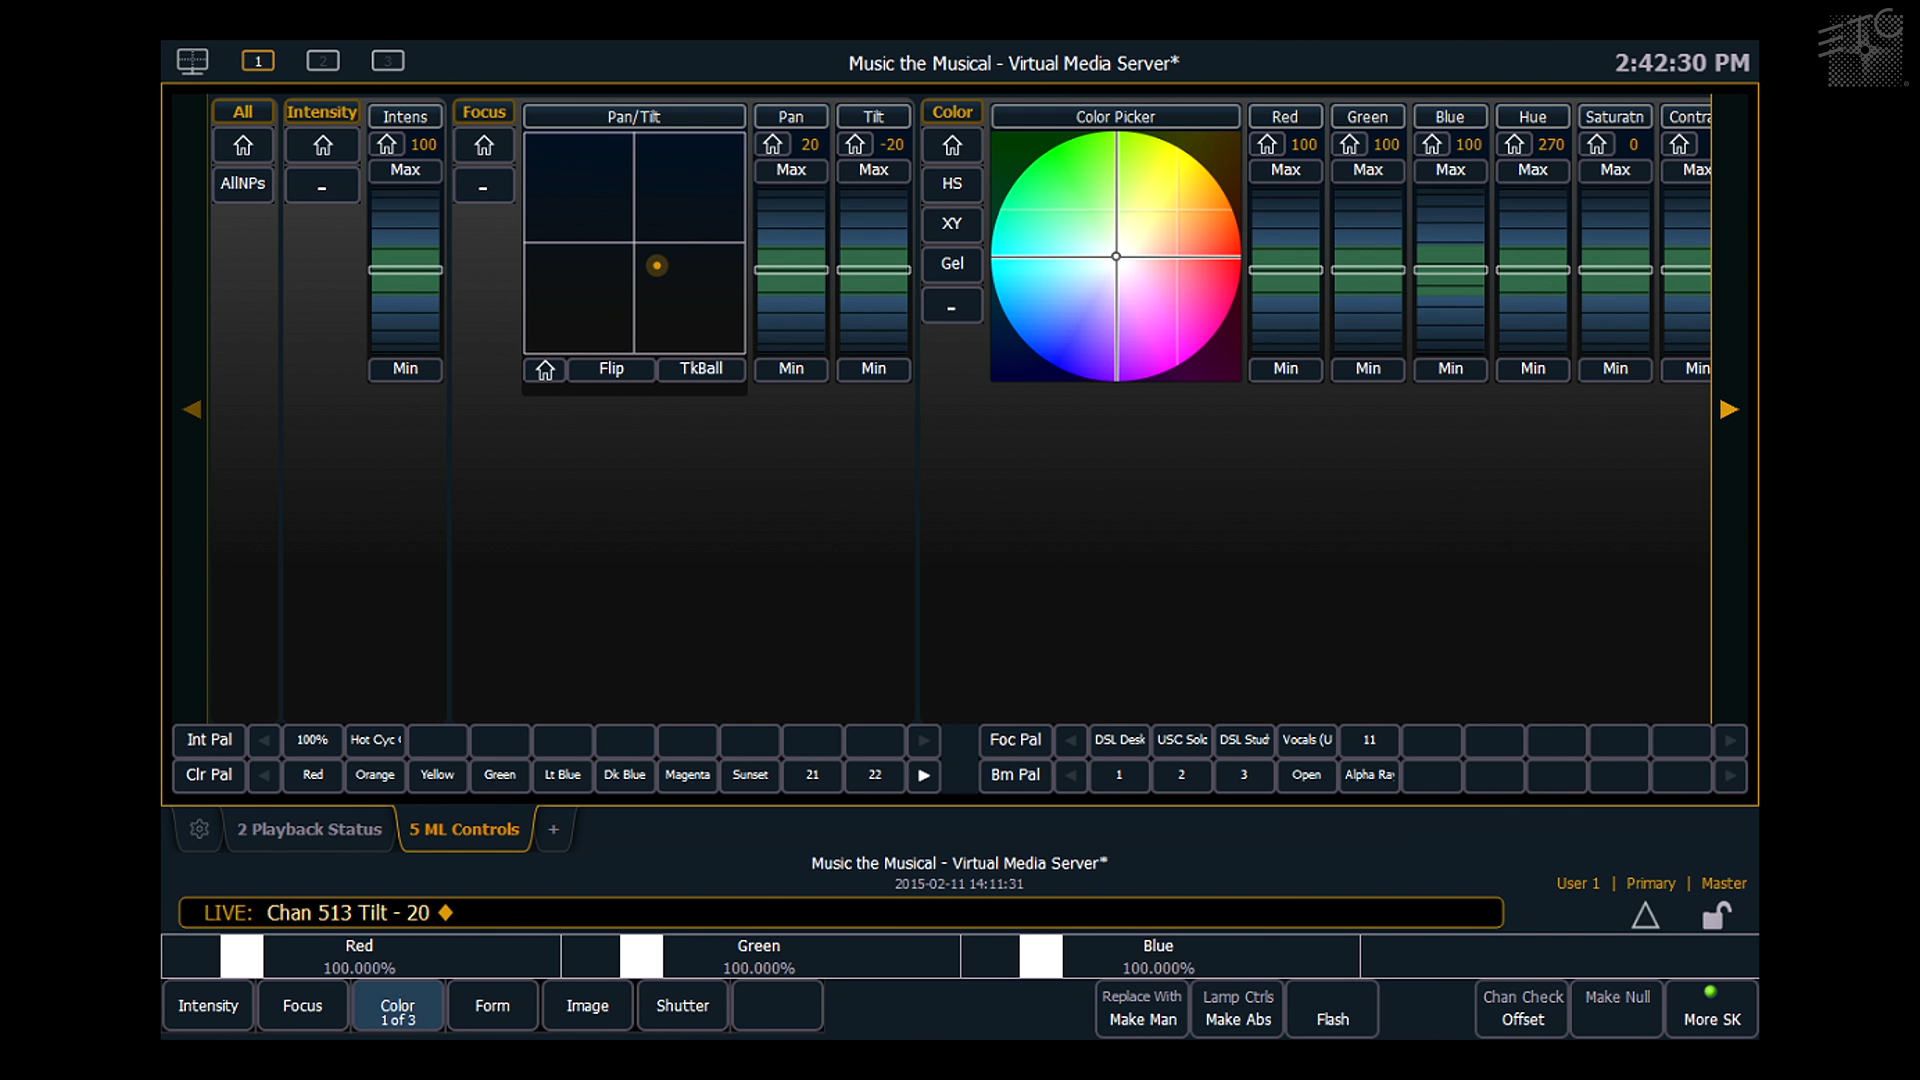 1
2
3
Music the Musical - Virtual Media Server*
2:42:30 PM
ETC
All
Intensity
Intens
Focus
Pan/Tilt
Pan
Tilt
Color
Color Picker
Red
Green
Blue
Hue
Saturatn
Contra
100
20
-20
100
100
100
270
0
Max
Max
Max
Max
Max
Max
Max
Max
Max
AllNPs
-
-
HS
XY
Gel
-
Min
Flip
TkBall
Min
Min
Min
Min
Min
Min
Min
Min
Int Pal
100%
Hot Cyc
Foc Pal
DSL Desk
USC Solo
DSL Stud
Vocals (U
11
Clr Pal
Red
Orange
Yellow
Green
Lt Blue
Dk Blue
Magenta
Sunset
21
22
Bm Pal
1
2
3
Open
Alpha Ra
2 Playback Status
5 ML Controls
+
Music the Musical - Virtual Media Server*
2015-02-11 14:11:31
User 1 | Primary | Master
LIVE: Chan 513 Tilt - 20
Red
100.000%
Green
100.000%
Blue
100.000%
Intensity
Focus
Color
1 of 3
Form
Image
Shutter
Replace With
Make Man
Lamp Ctrls
Make Abs
Flash
Chan Check
Offset
Make Null
More SK